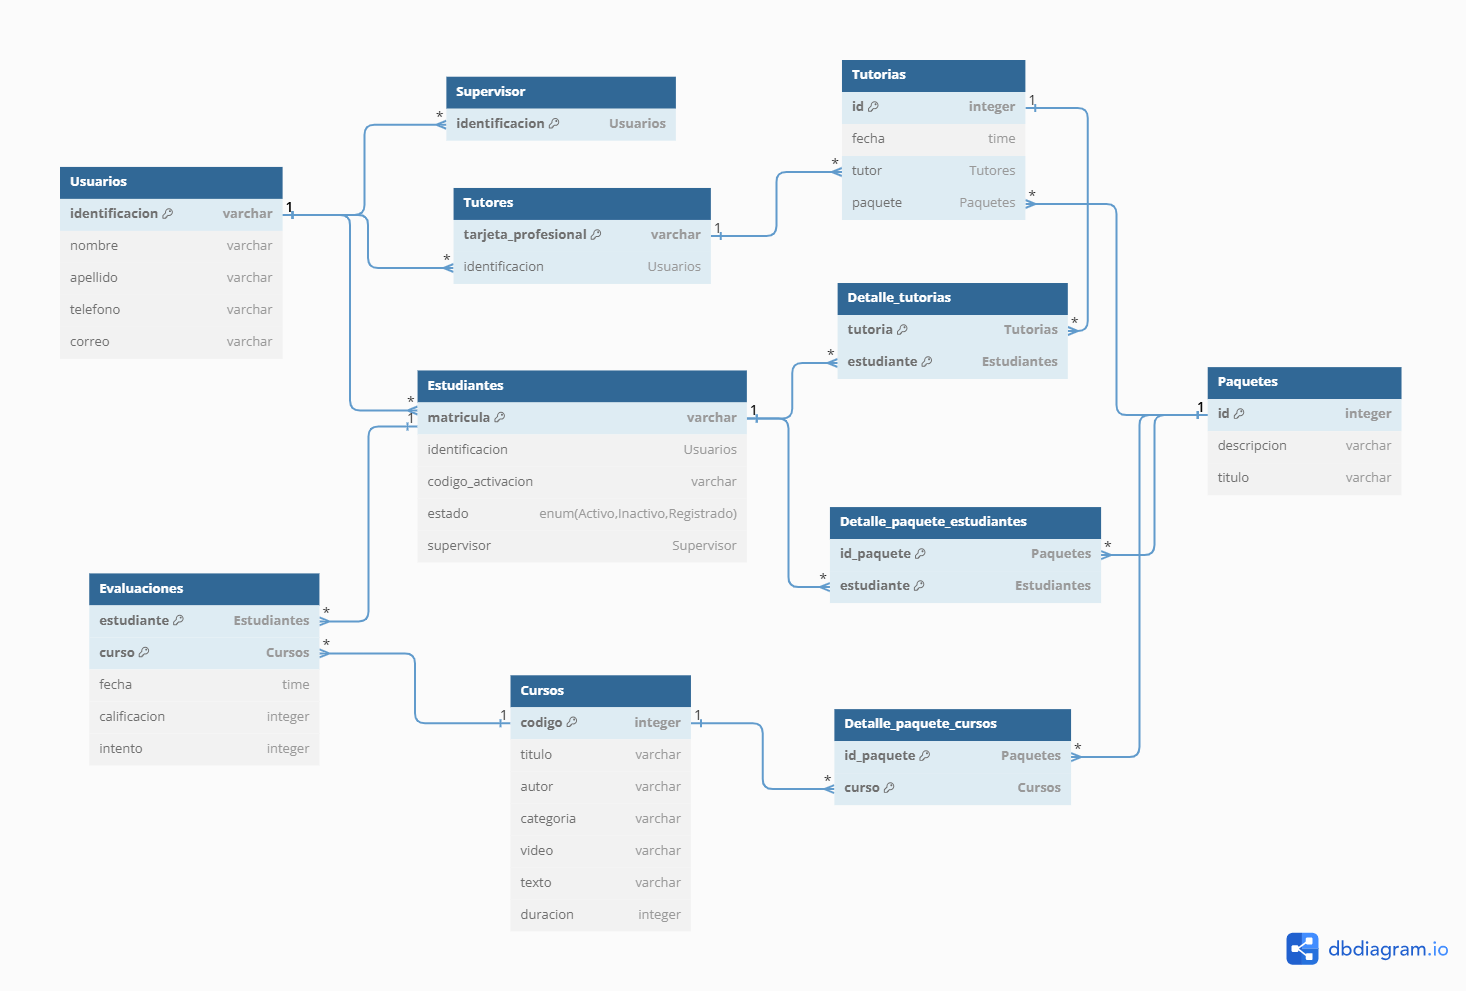 Usuarios
identificacion varchar
nombre varchar
apellido varchar
telefono varchar
correo varchar
1
Supervisor
* identificacion Usuarios
Tutores
tarjeta_profesional varchar 1
* identificacion Usuarios
Tutorias
id integer 1
fecha time
* tutor Tutores
paquete Paquetes *
Detalle_tutorias
tutoria Tutorias *
* estudiante Estudiantes
Estudiantes
* 1 matricula varchar 1
identificacion Usuarios
codigo_activacion varchar
estado enum(Activo,Inactivo,Registrado)
supervisor Supervisor
Paquetes
1 id integer
descripcion varchar
titulo varchar
Detalle_paquete_estudiantes
id_paquete Paquetes *
* estudiante Estudiantes
Evaluaciones
estudiante Estudiantes *
curso Cursos *
fecha time
calificacion integer
intento integer
Cursos
1 codigo integer 1
titulo varchar
autor varchar
categoria varchar
video varchar
texto varchar
duracion integer
Detalle_paquete_cursos
id_paquete Paquetes *
* curso Cursos
dbdiagram.io